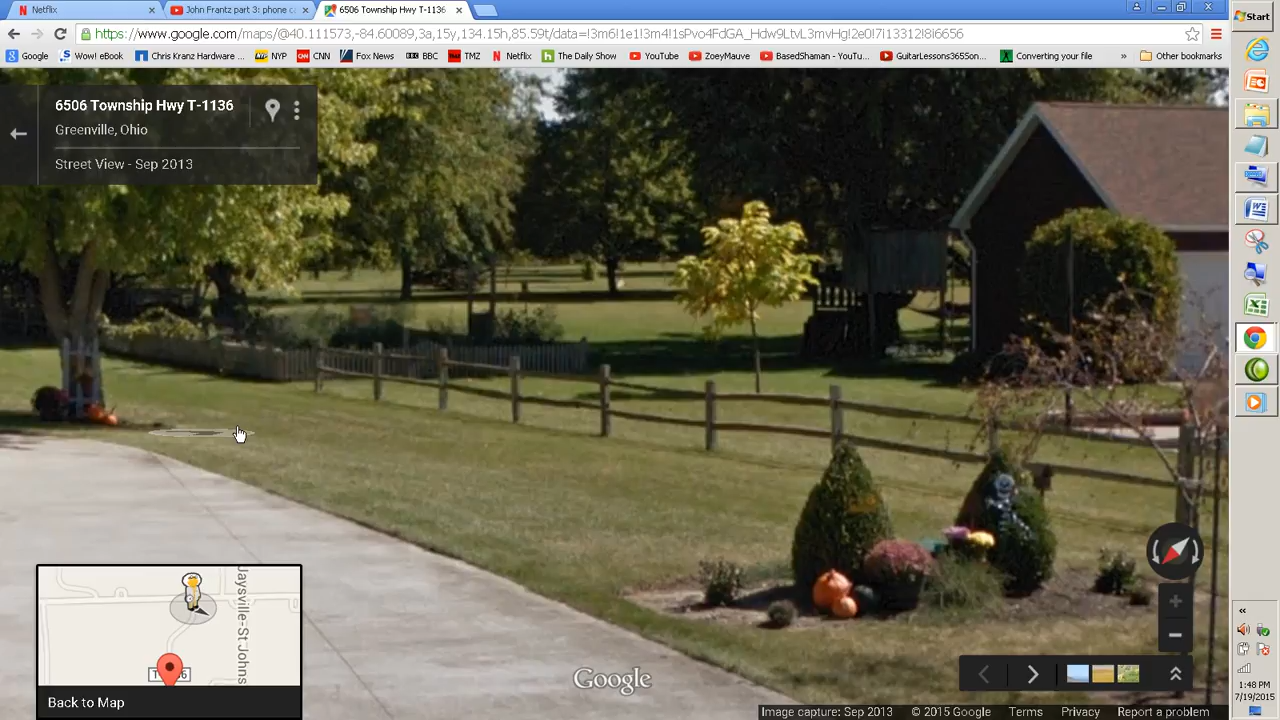 Netflix
John Frantz part 3: phone c
6506 Township Hwy T-1136
Start
https://www.google.com/maps/@40.111573,-84.60089,3a,15y,134.15h,86.59t/data=!3m6!1e1!3m4!1sPvo4FdGA_Hdw9LtvL3mvHg!2e0!7i13312!8i6656
Google
Wow! eBook
Chris Kranz Hardware ...
NYP
CNN
Fox News
BBC
TMZ
Netflix
The Daily Show
YouTube
ZoeyMauve
BasedShaman - YouTu...
GuitarLessons365on...
Converting your file
»
Other bookmarks
6506 Township Hwy T-1136
Greenville, Ohio
Street View - Sep 2013
Jaysville-St Johns
Back to Map
Google
Image capture: Sep 2013 © 2015 Google Terms Privacy Report a problem
1:48 PM
7/19/2015